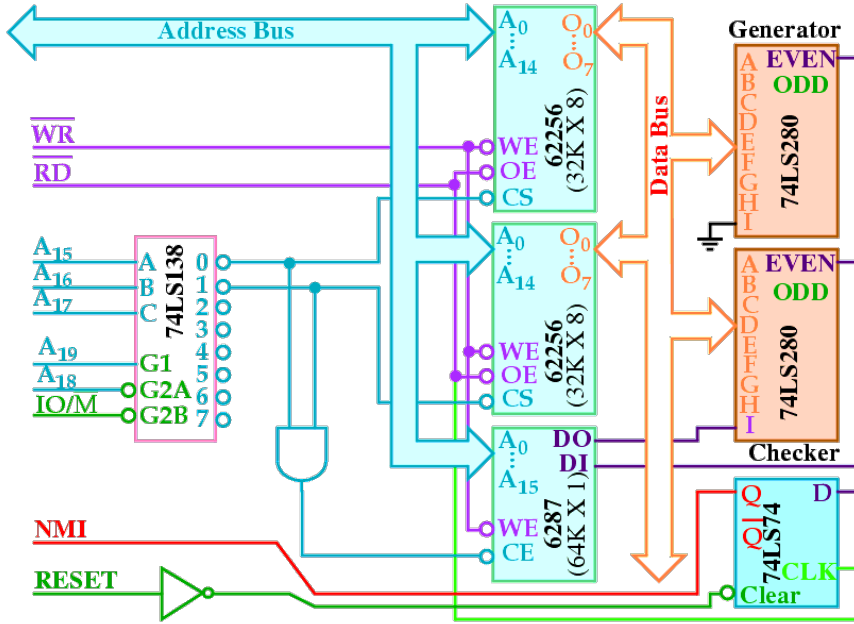 Address Bus
WR
RD
A15
A16
A17
A19
A18
IO/M
A
B
C
G1
G2A
G2B
74LS138
0
1
2
3
4
5
6
7
NMI
RESET
A0
A14
O0
O7
WE
OE
CS
62256
(32K X 8)
A0
A14
O0
O7
WE
OE
CS
62256
(32K X 8)
A0
A15
DO
DI
WE
CE
6287
(64K X 1)
Data Bus
Generator
A
B
C
D
E
F
G
H
I
EVEN
ODD
74LS280
A
B
C
D
E
F
G
H
I
EVEN
ODD
74LS280
Checker
Q
Q
D
74LS74
CLK
Clear